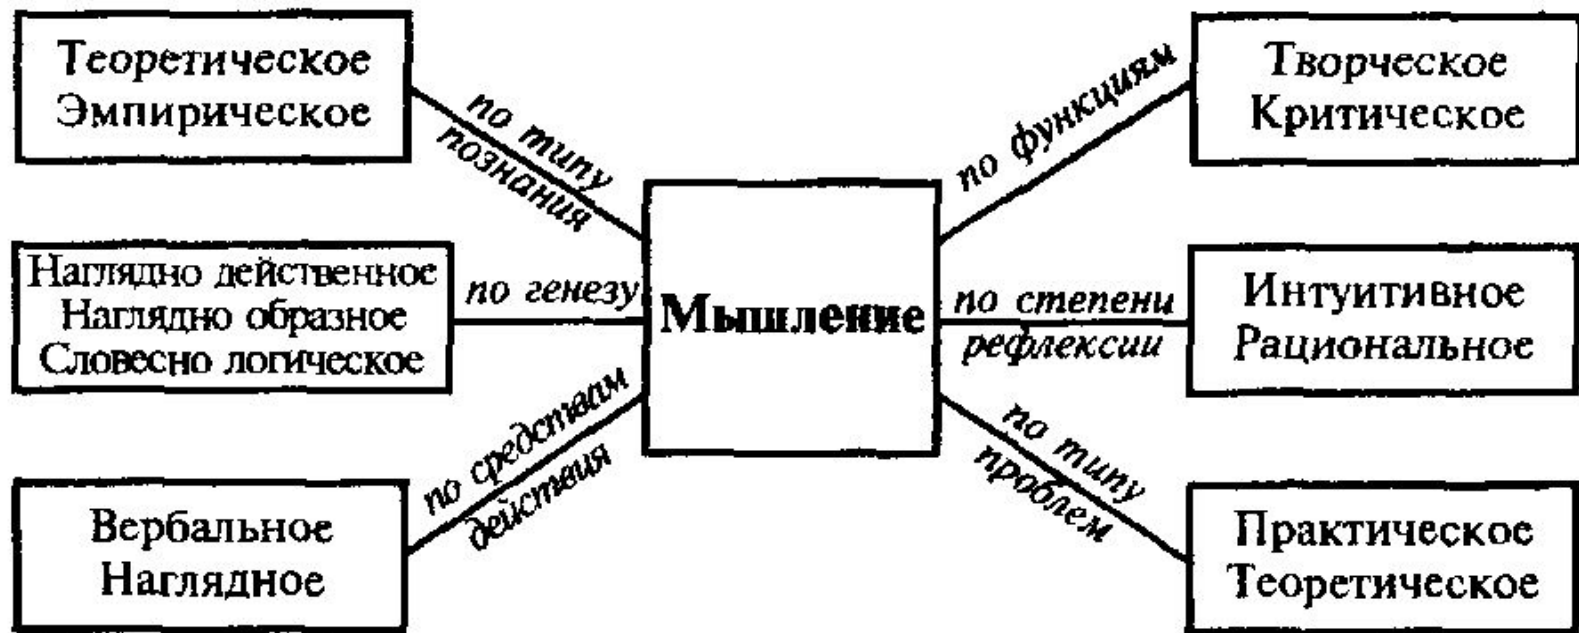 Теоретическое
Эмпирическое
по типу
познания
Наглядно действенное
Наглядно образное
Словесно логическое
по генезу
Вербальное
Наглядное
по средствам
действия
Мышление
по функциям
Творческое
Критическое
по степени
рефлексии
Интуитивное
Рациональное
по типу
проблем
Практическое
Теоретическое